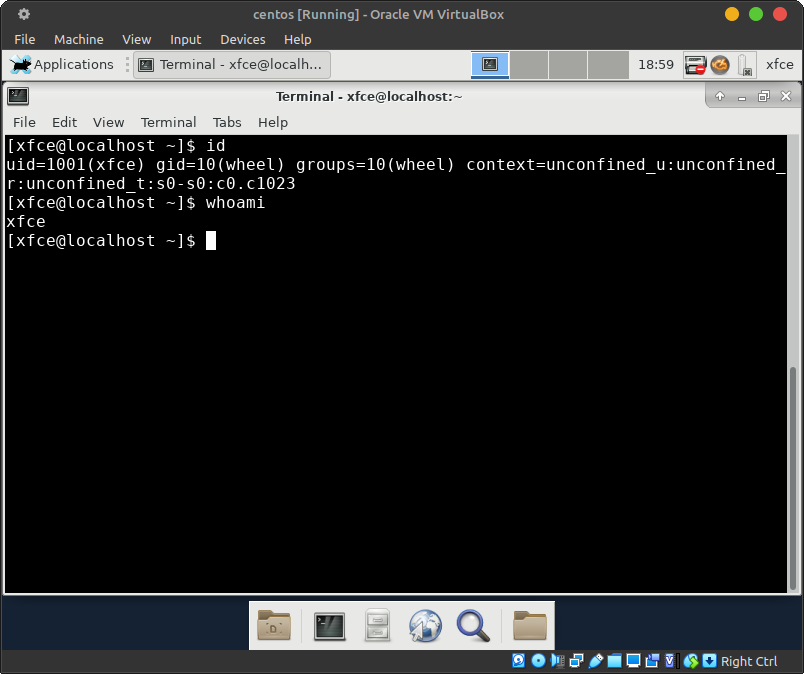 centos [Running] - Oracle VM VirtualBox
File Machine View Input Devices Help
Applications Terminal - xfce@localh... 18:59 xfce
Terminal - xfce@localhost:~
File Edit View Terminal Tabs Help
[xfce@localhost ~]$ id
uid=1001(xfce) gid=10(wheel) groups=10(wheel) context=unconfined_u:unconfined_
r:unconfined_t:s0-s0:c0.c1023
[xfce@localhost ~]$ whoami
xfce
[xfce@localhost ~]$
Right Ctrl